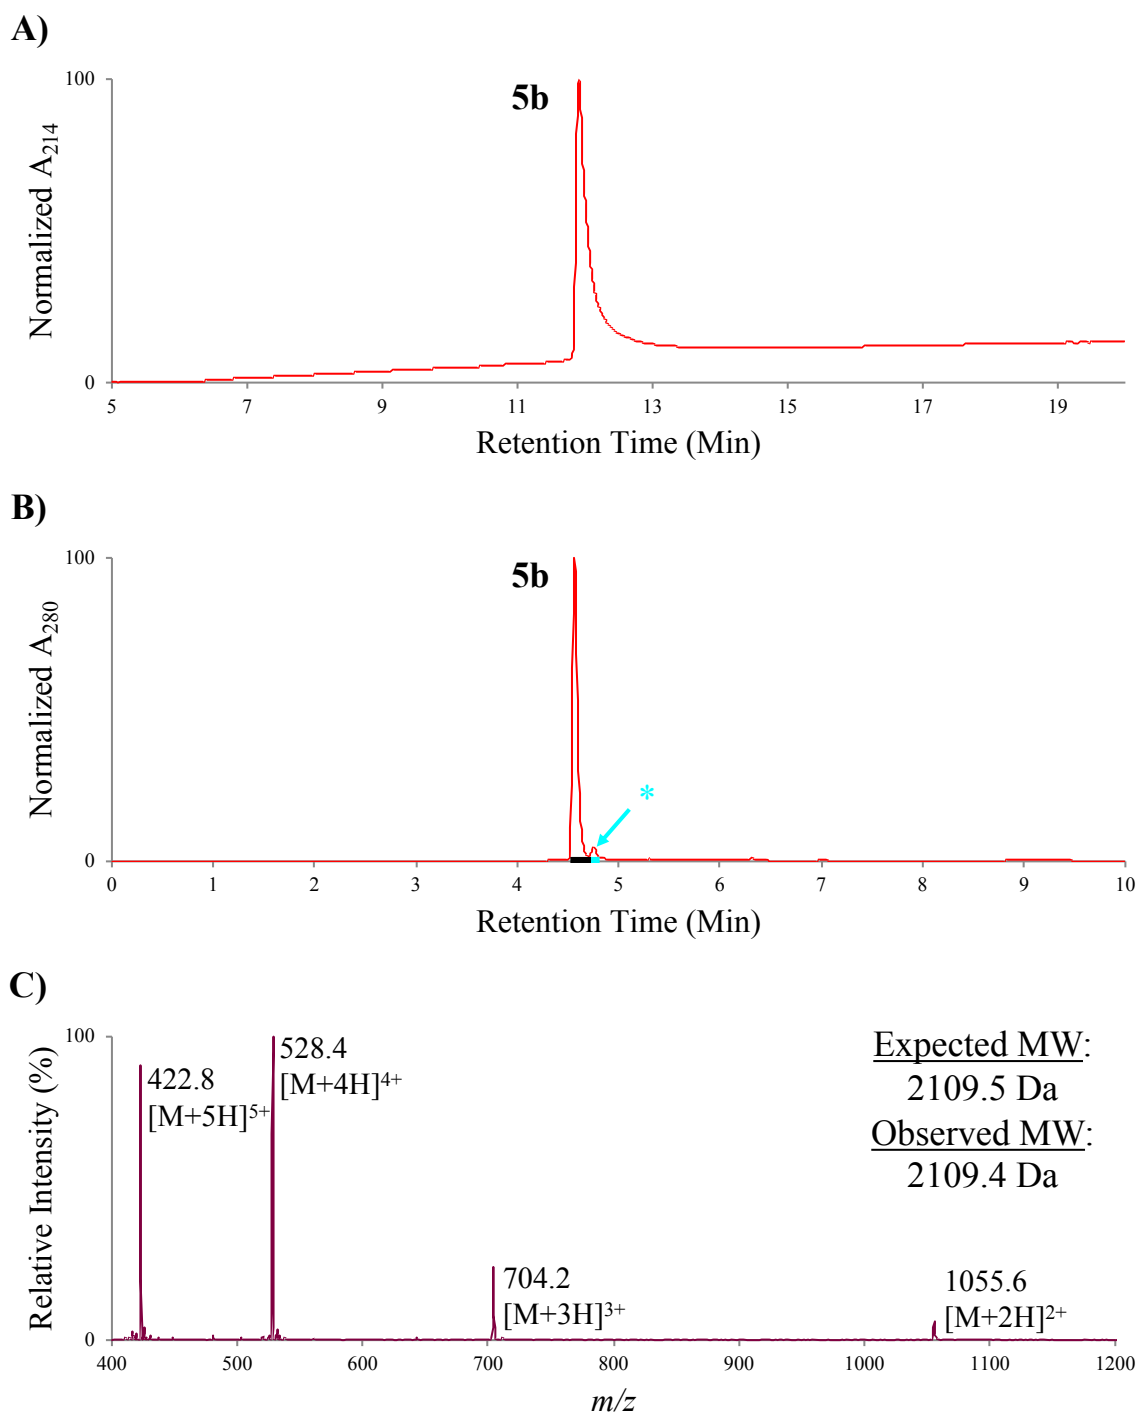 A)
100
5b
Normalized A₂₁₄
0
5 7 9 11 13 15 17 19
Retention Time (Min)
B)
100
5b
Normalized A₂₈₀
*
0
0 1 2 3 4 5 6 7 8 9 10
Retention Time (Min)
C)
100
528.4
[M+4H]⁴⁺
422.8
[M+5H]⁵⁺
Expected MW:
2109.5 Da
Observed MW:
2109.4 Da
Relative Intensity (%)
704.2
[M+3H]³⁺
1055.6
[M+2H]²⁺
0
400 500 600 700 800 900 1000 1100 1200
m/z